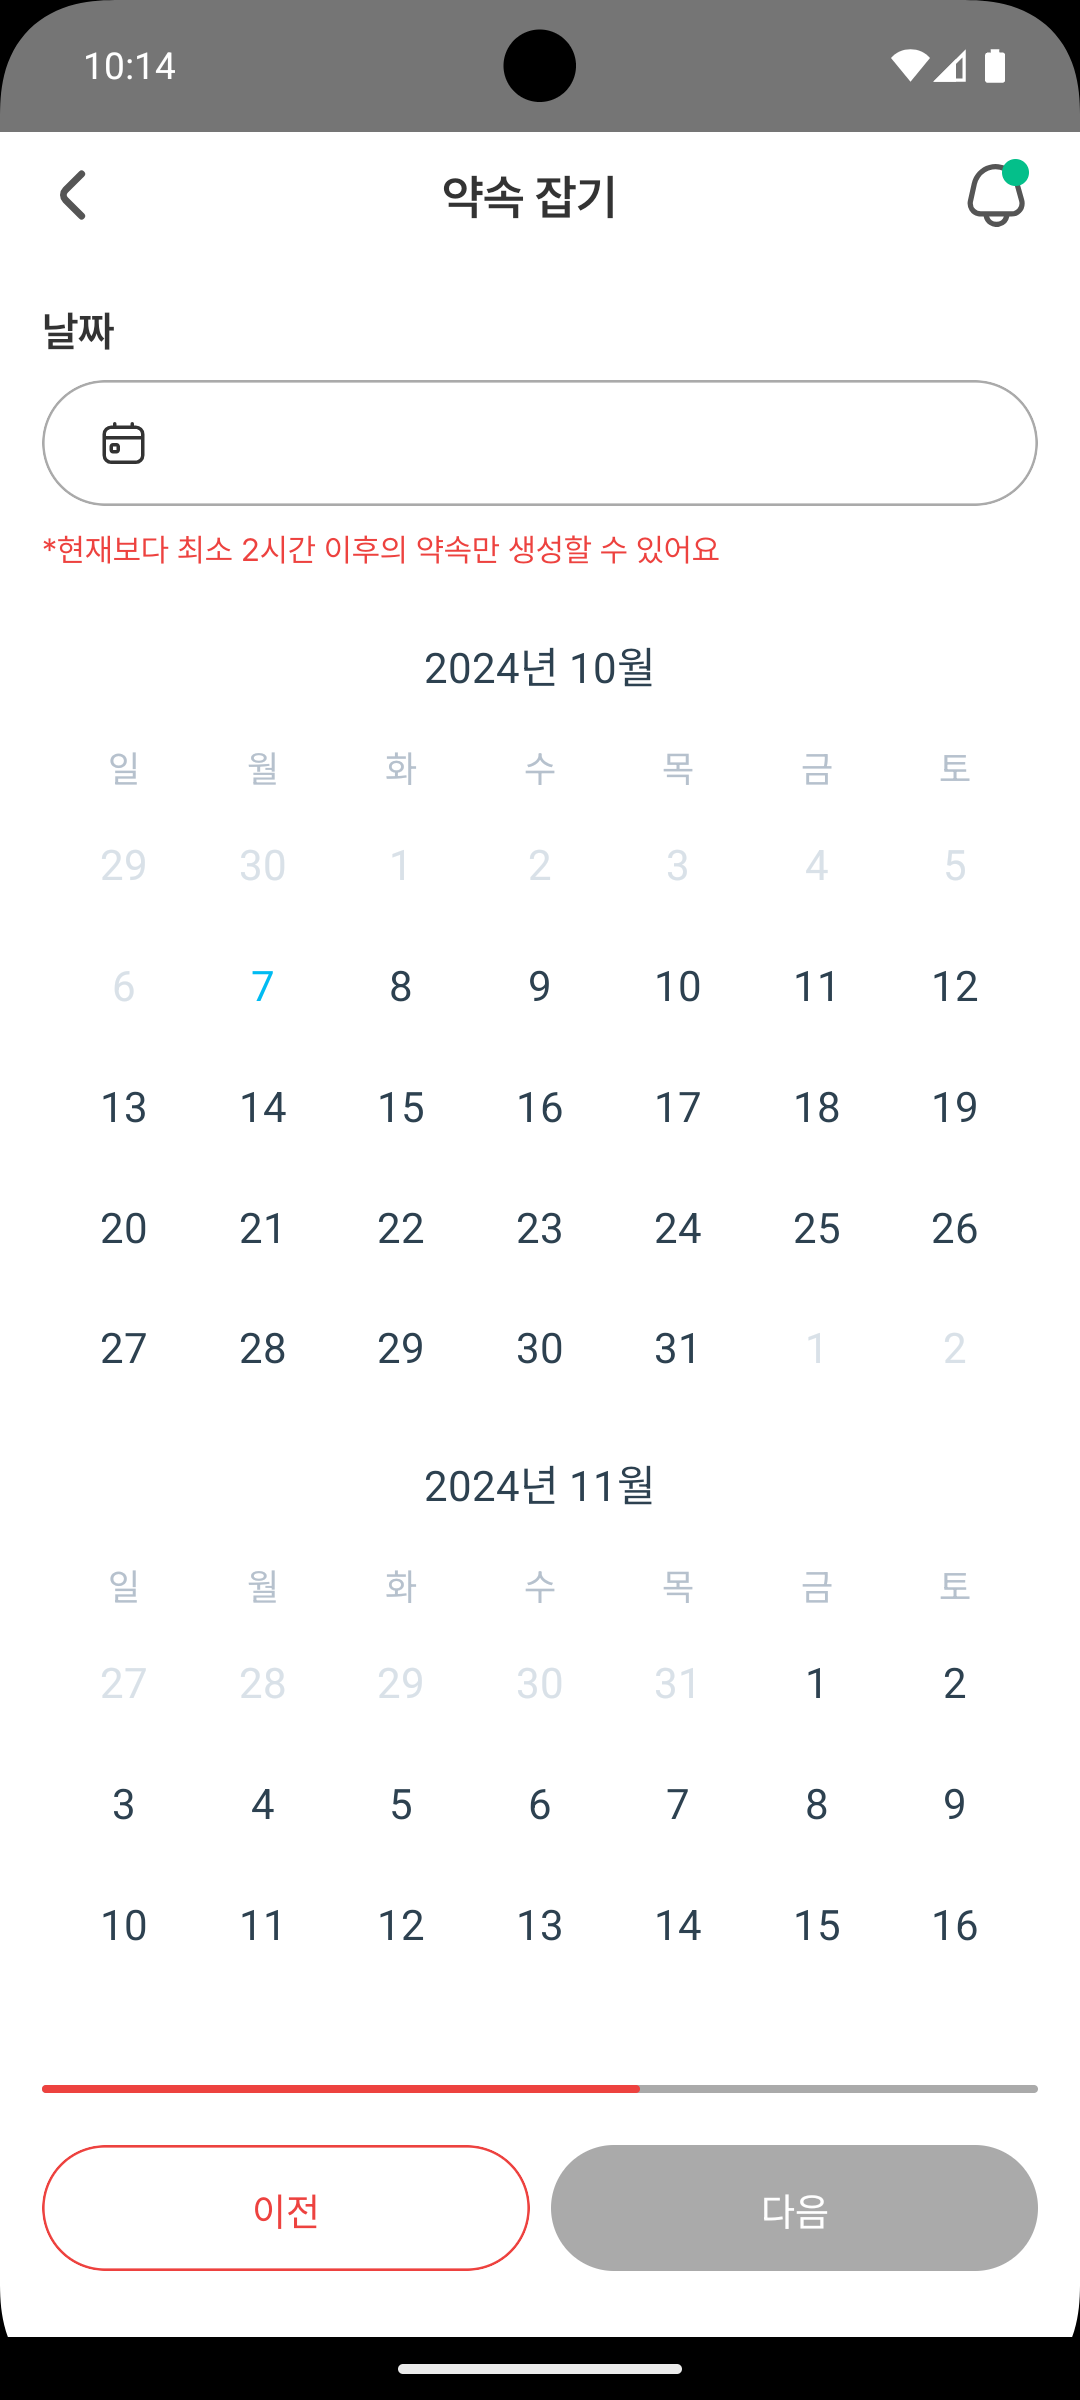 10:14
약속 잡기
날짜
*현재보다 최소 2시간 이후의 약속만 생성할 수 있어요
2024년 10월
일 월 화 수 목 금 토
29 30 1 2 3 4 5
6 7 8 9 10 11 12
13 14 15 16 17 18 19
20 21 22 23 24 25 26
27 28 29 30 31 1 2
2024년 11월
일 월 화 수 목 금 토
27 28 29 30 31 1 2
3 4 5 6 7 8 9
10 11 12 13 14 15 16
이전 다음